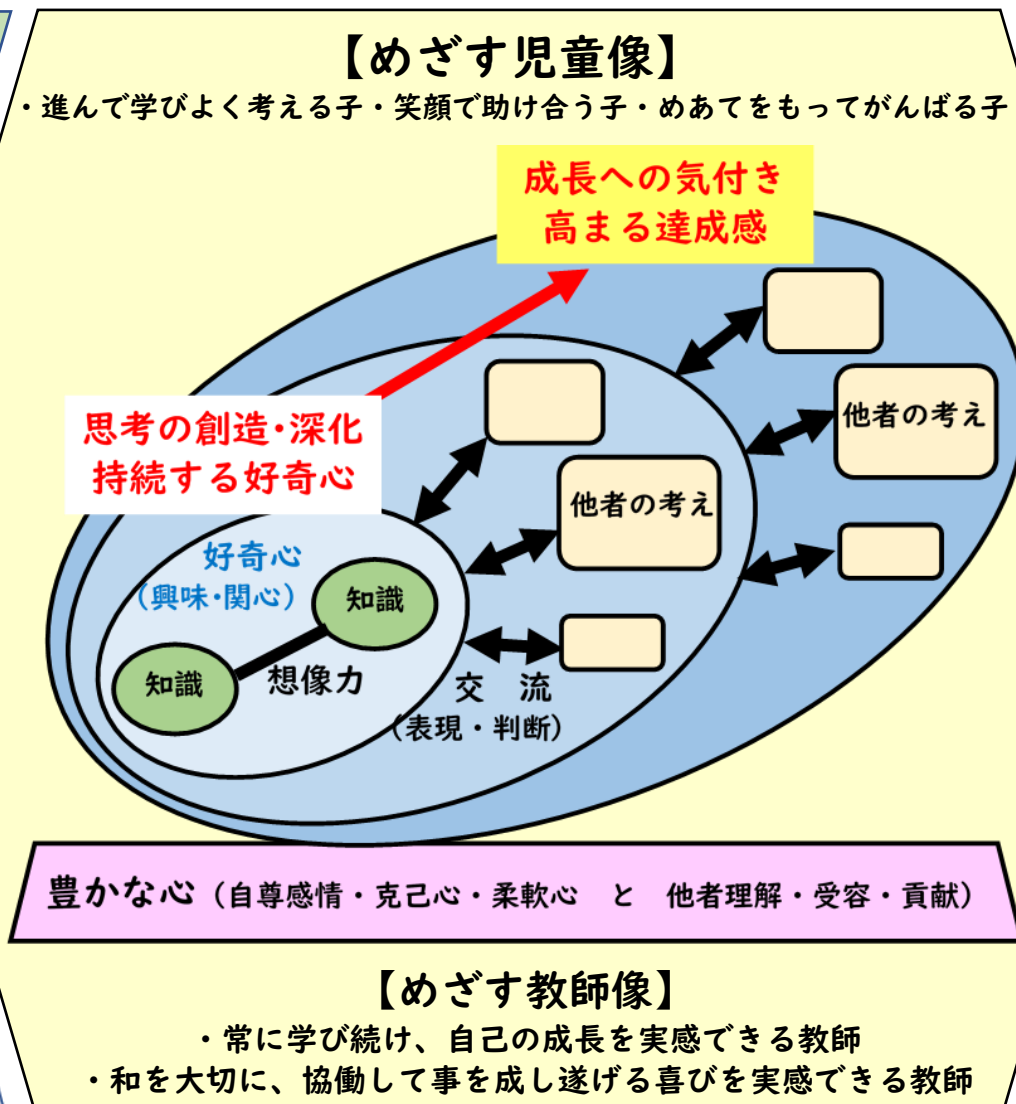 【めざす児童像】
・進んで学びよく考える子・笑顔で助け合う子・めあてをもってがんばる子
成長への気付き
高まる達成感
思考の創造・深化
持続する好奇心
他者の考え
他者の考え
好奇心
(興味・関心)
知識
知識
想像力
交　流
(表現・判断)
豊かな心（自尊感情・克己心・柔軟心　と　他者理解・受容・貢献）
【めざす教師像】
・常に学び続け、自己の成長を実感できる教師
・和を大切に、協働して事を成し遂げる喜びを実感できる教師